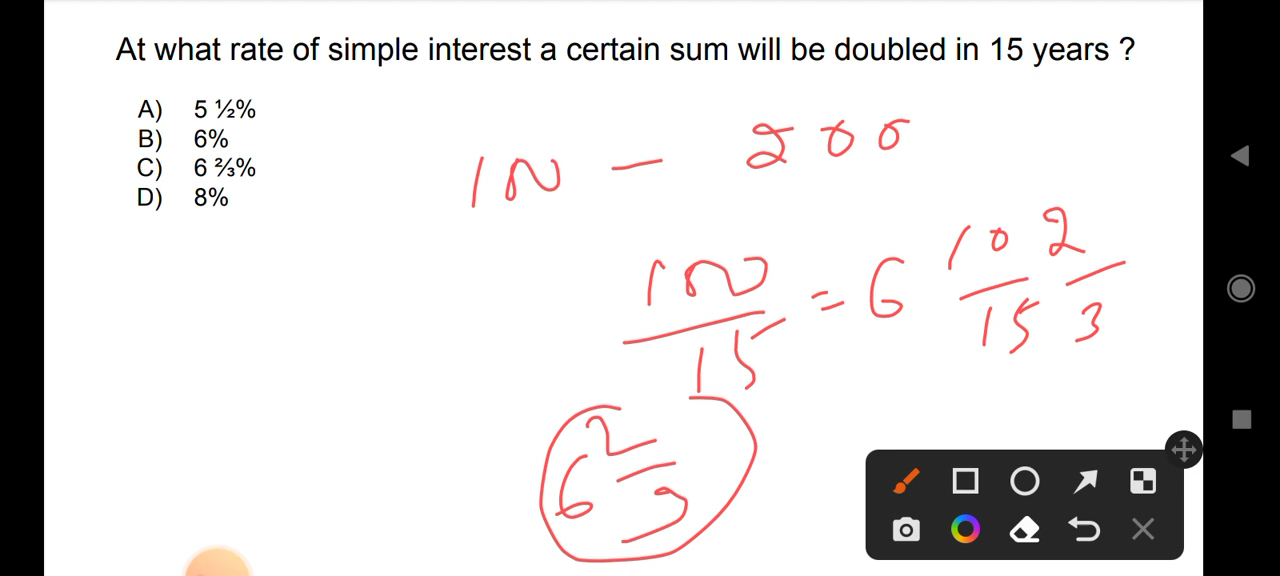 At what rate of simple interest a certain sum will be doubled in 15 years ?
A) 5 ½%
B) 6%
C) 6 ⅔%
D) 8%
100 — 200
100/15 = 6 10/15 2/3
6 2/3